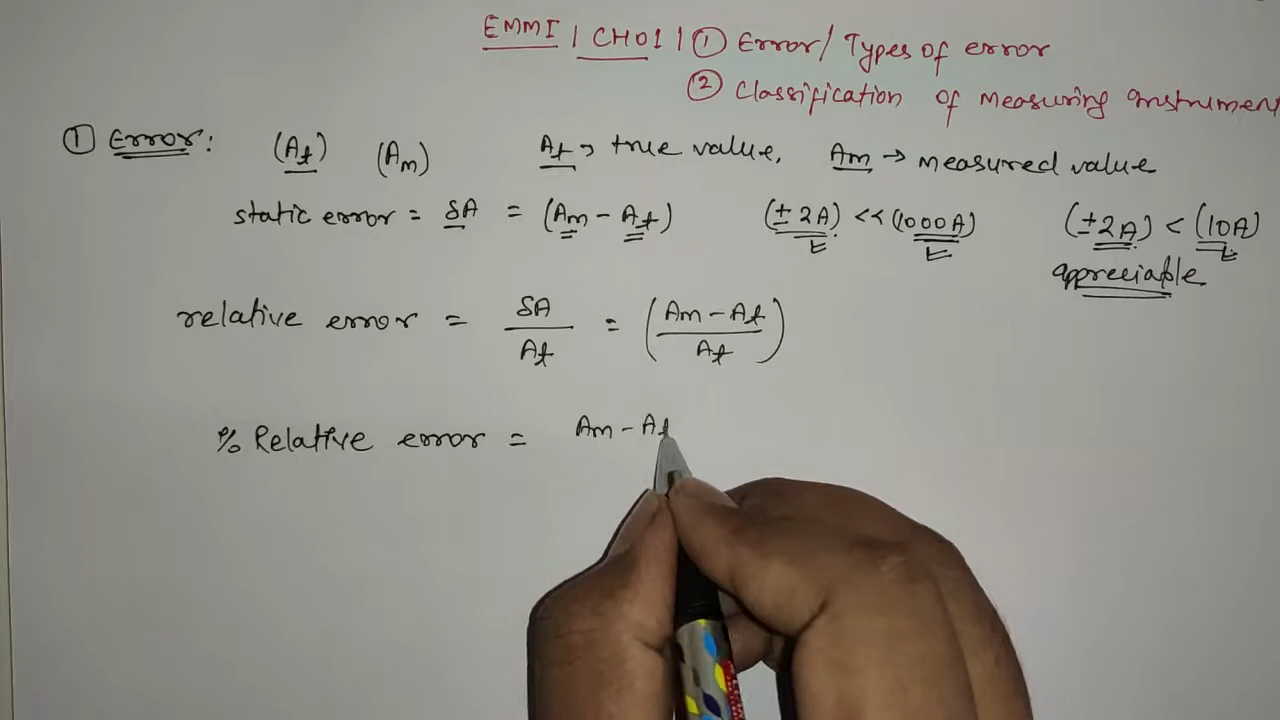 EMMI | CH01 | ① Error/ Types of error
② Classification of Measuring Instrument
① Error: (At) (Am) At → true value, Am → Measured value
static error = δA = (Am - At) (± 2A) << (1000A) (±2A) < (10A)
appreciable
relative error = δA / At = ( Am - At / At )
% Relative error = Am - At